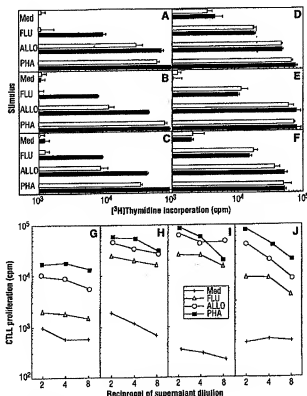 A
Med
FLU
ALLO
PHA
D
B
Med
FLU
ALLO
PHA
E
C
Med
FLU
ALLO
PHA
F
Stimulus
10³ 10⁴ 10⁵ 10³ 10⁴ 10⁵
[³H]Thymidine incorporation (cpm)
G H I J
10⁵
10⁴
10³
10²
CTLL proliferation (cpm)
Med
FLU
ALLO
PHA
2 4 8 2 4 8 2 4 8 2 4 8
Reciprocal of supernatant dilution